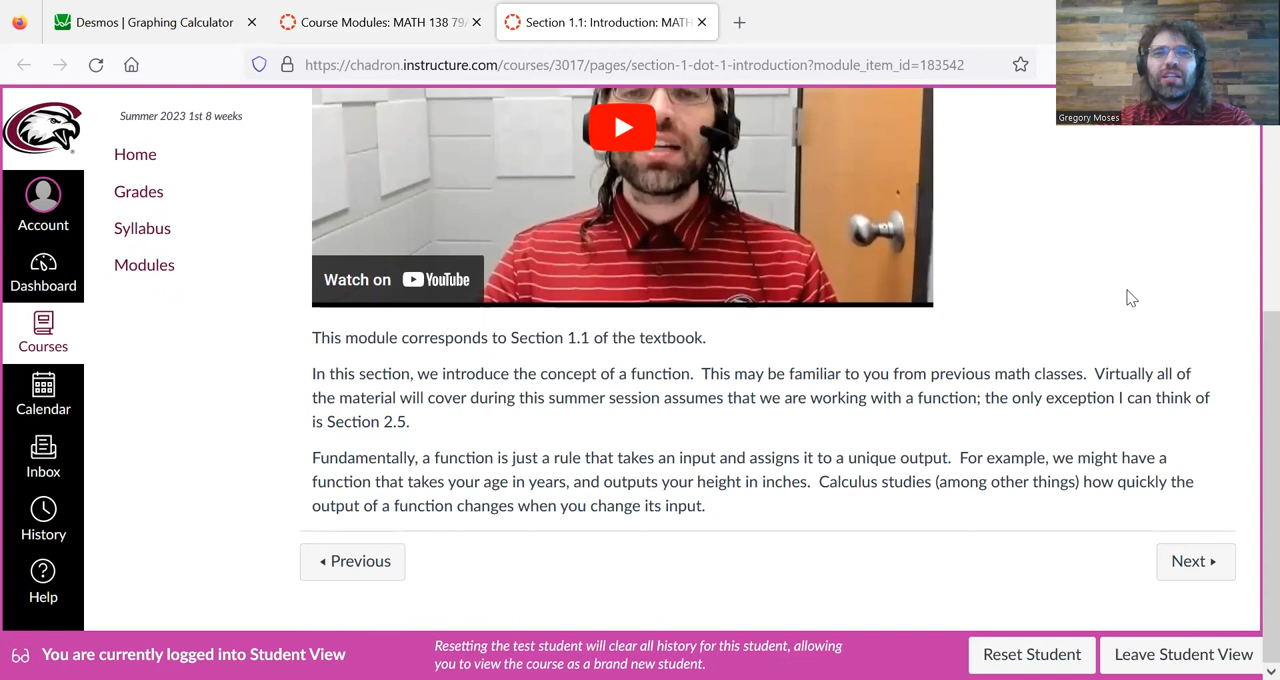 Desmos | Graphing Calculator
Course Modules: MATH 138 79
Section 1.1: Introduction: MATH
https://chadron.instructure.com/courses/3017/pages/section-1-dot-1-introduction?module_item_id=183542
Gregory Moses
Summer 2023 1st 8 weeks
Home
Grades
Syllabus
Modules
Account
Dashboard
Courses
Calendar
Inbox
History
Help
Watch on YouTube
This module corresponds to Section 1.1 of the textbook.
In this section, we introduce the concept of a function. This may be familiar to you from previous math classes. Virtually all of
the material will cover during this summer session assumes that we are working with a function; the only exception I can think of
is Section 2.5.
Fundamentally, a function is just a rule that takes an input and assigns it to a unique output. For example, we might have a
function that takes your age in years, and outputs your height in inches. Calculus studies (among other things) how quickly the
output of a function changes when you change its input.
Previous
Next
You are currently logged into Student View
Resetting the test student will clear all history for this student, allowing
you to view the course as a brand new student.
Reset Student
Leave Student View